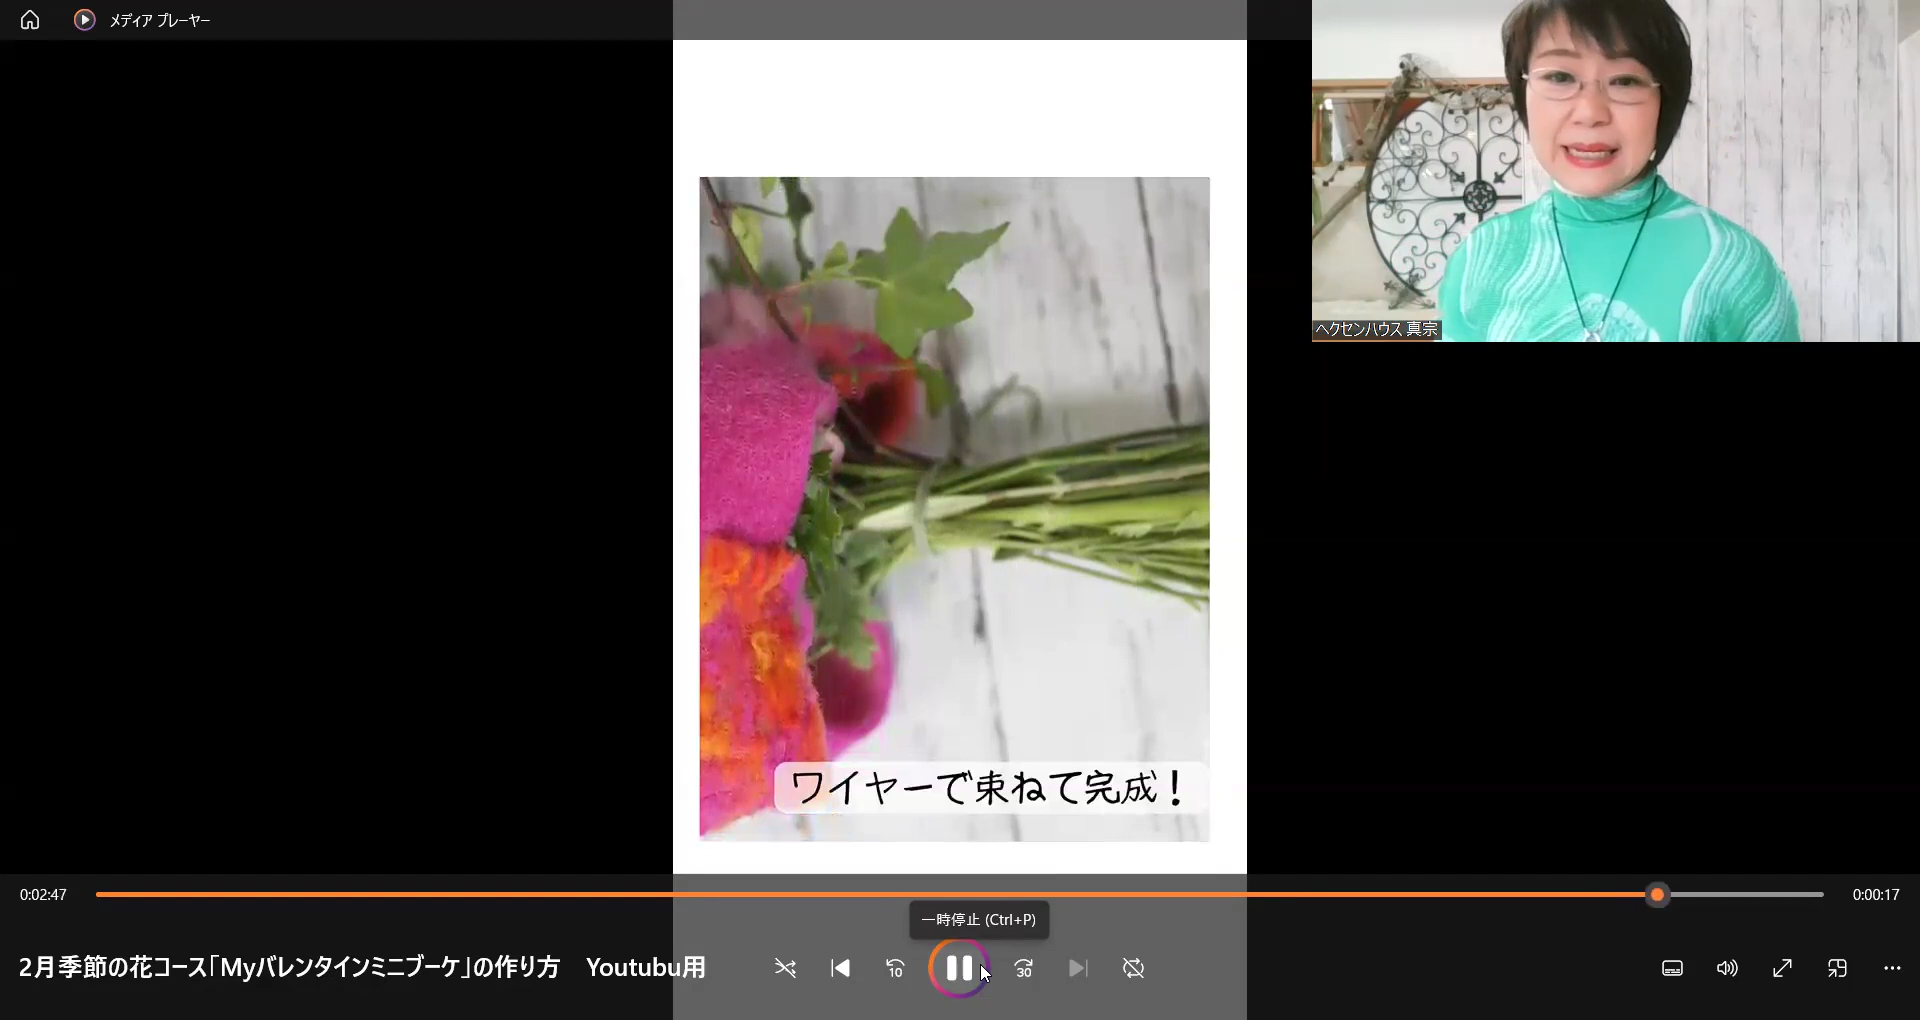 メディア プレーヤー
ヘクセンハウス 真宗
ワイヤーで束ねて完成！
0:02:47
0:00:17
一時停止 (Ctrl+P)
2月季節の花コース｢Myバレンタインミニブーケ｣の作り方　Youtubu用
10
30